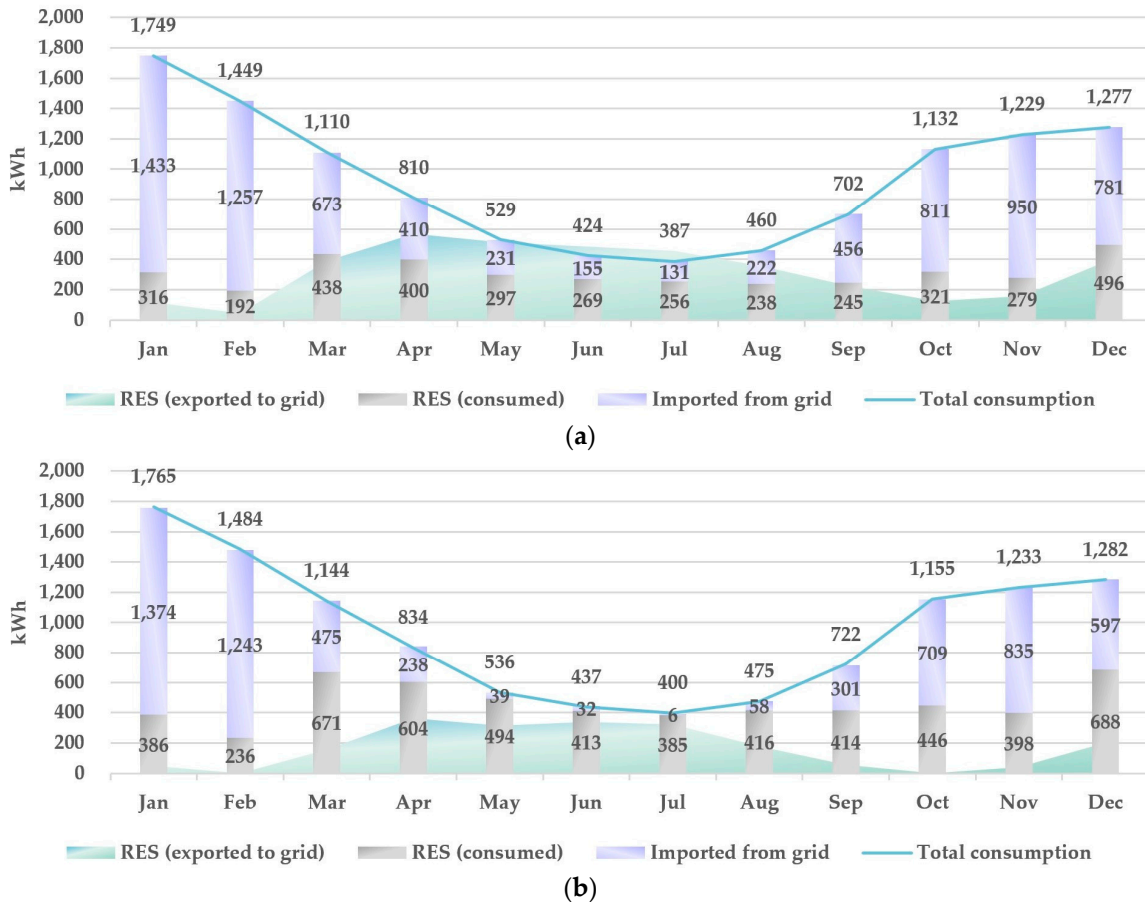 2,000
1,800
1,600
1,400
1,200
1,000
800
600
400
200
0
kWh
1,749 1,449 1,110 810 529 424 387 460 702 1,132 1,229 1,277
1,433 1,257 673 410 231 155 131 222 456 811 950 781
316 192 438 400 297 269 256 238 245 321 279 496
Jan Feb Mar Apr May Jun Jul Aug Sep Oct Nov Dec
RES (exported to grid) RES (consumed) Imported from grid Total consumption
(a)
2,000
1,800
1,600
1,400
1,200
1,000
800
600
400
200
0
kWh
1,765 1,484 1,144 834 536 437 400 475 722 1,155 1,233 1,282
1,374 1,243 475 238 39 32 6 58 301 709 835 597
386 236 671 604 494 413 385 416 414 446 398 688
Jan Feb Mar Apr May Jun Jul Aug Sep Oct Nov Dec
RES (exported to grid) RES (consumed) Imported from grid Total consumption
(b)